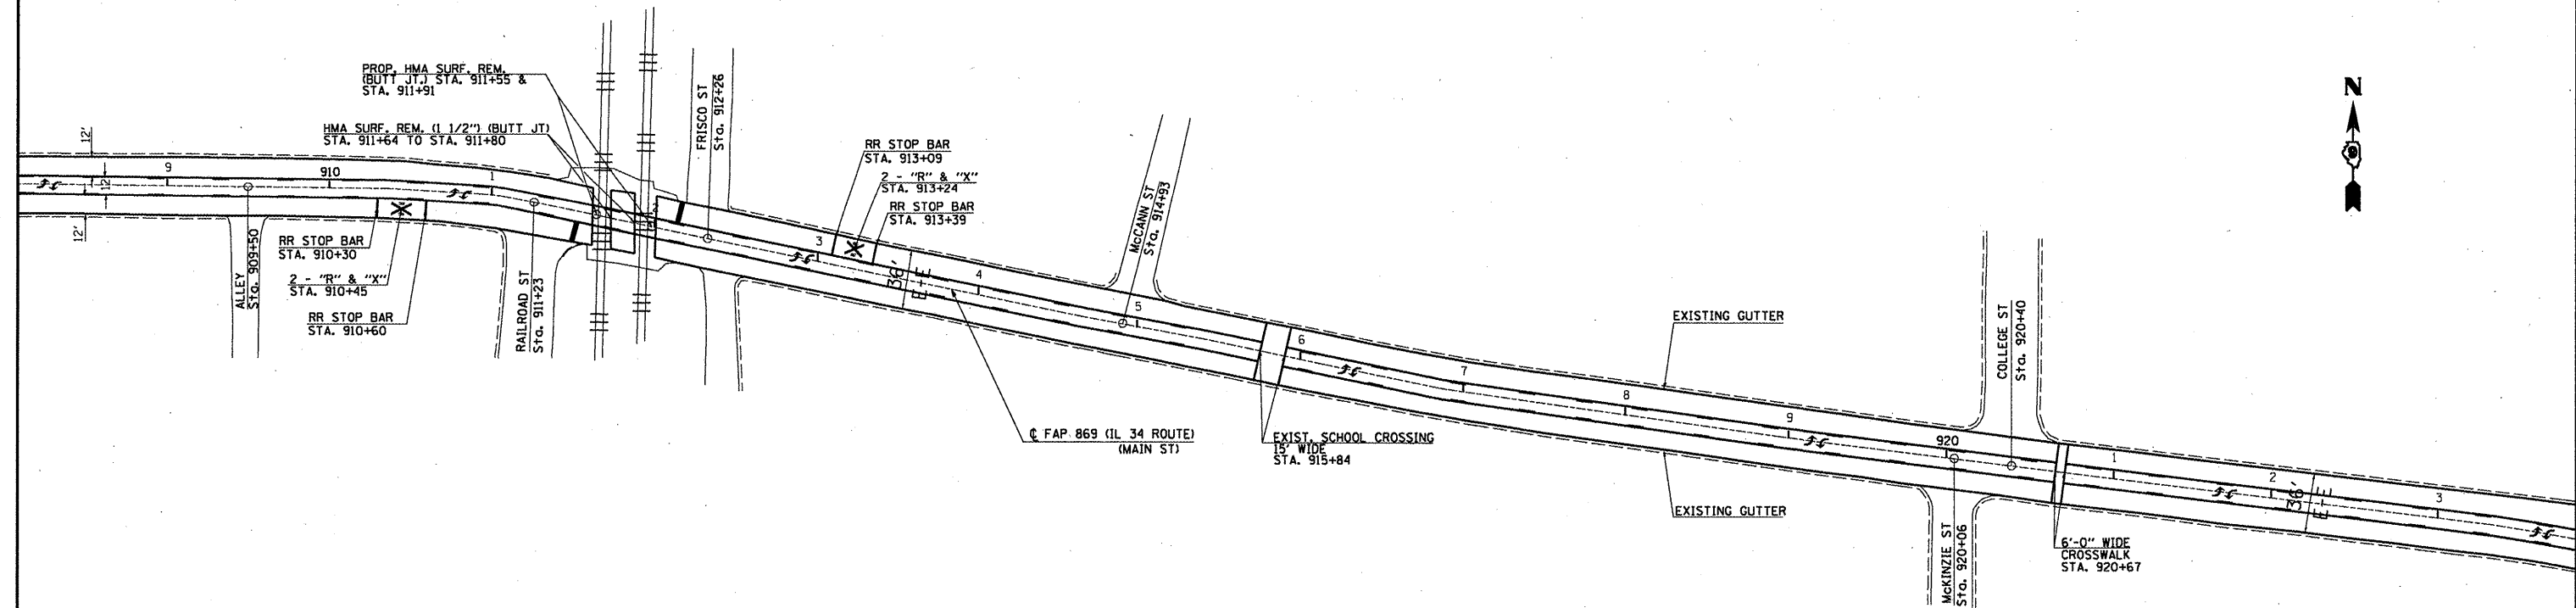 PROP. HMA SURF. REM.
(BUTT JT.) STA. 911+55 &
STA. 911+91
HMA SURF. REM. (1 1/2") (BUTT JT)
STA. 911+64 TO STA. 911+80
12'
12'
12'
9
910
1
RR STOP BAR
STA. 910+30
2 - "R" & "X"
STA. 910+45
RR STOP BAR
STA. 910+60
ALLEY
Sta. 909+50
RAILROAD ST
Sta. 911+23
FRISCO ST
Sta. 912+26
RR STOP BAR
STA. 913+09
2 - "R" & "X"
STA. 913+24
RR STOP BAR
STA. 913+39
3
36'
E-E
4
McCANN ST
Sta. 914+93
5
℄ FAP 869 (IL 34 ROUTE)
(MAIN ST)
6
EXIST. SCHOOL CROSSING
15' WIDE
STA. 915+84
7
EXISTING GUTTER
8
9
EXISTING GUTTER
920
COLLEGE ST
Sta. 920+40
McKINZIE ST
Sta. 920+06
1
6'-0" WIDE
CROSSWALK
STA. 920+67
2
36'
E-E
3
N